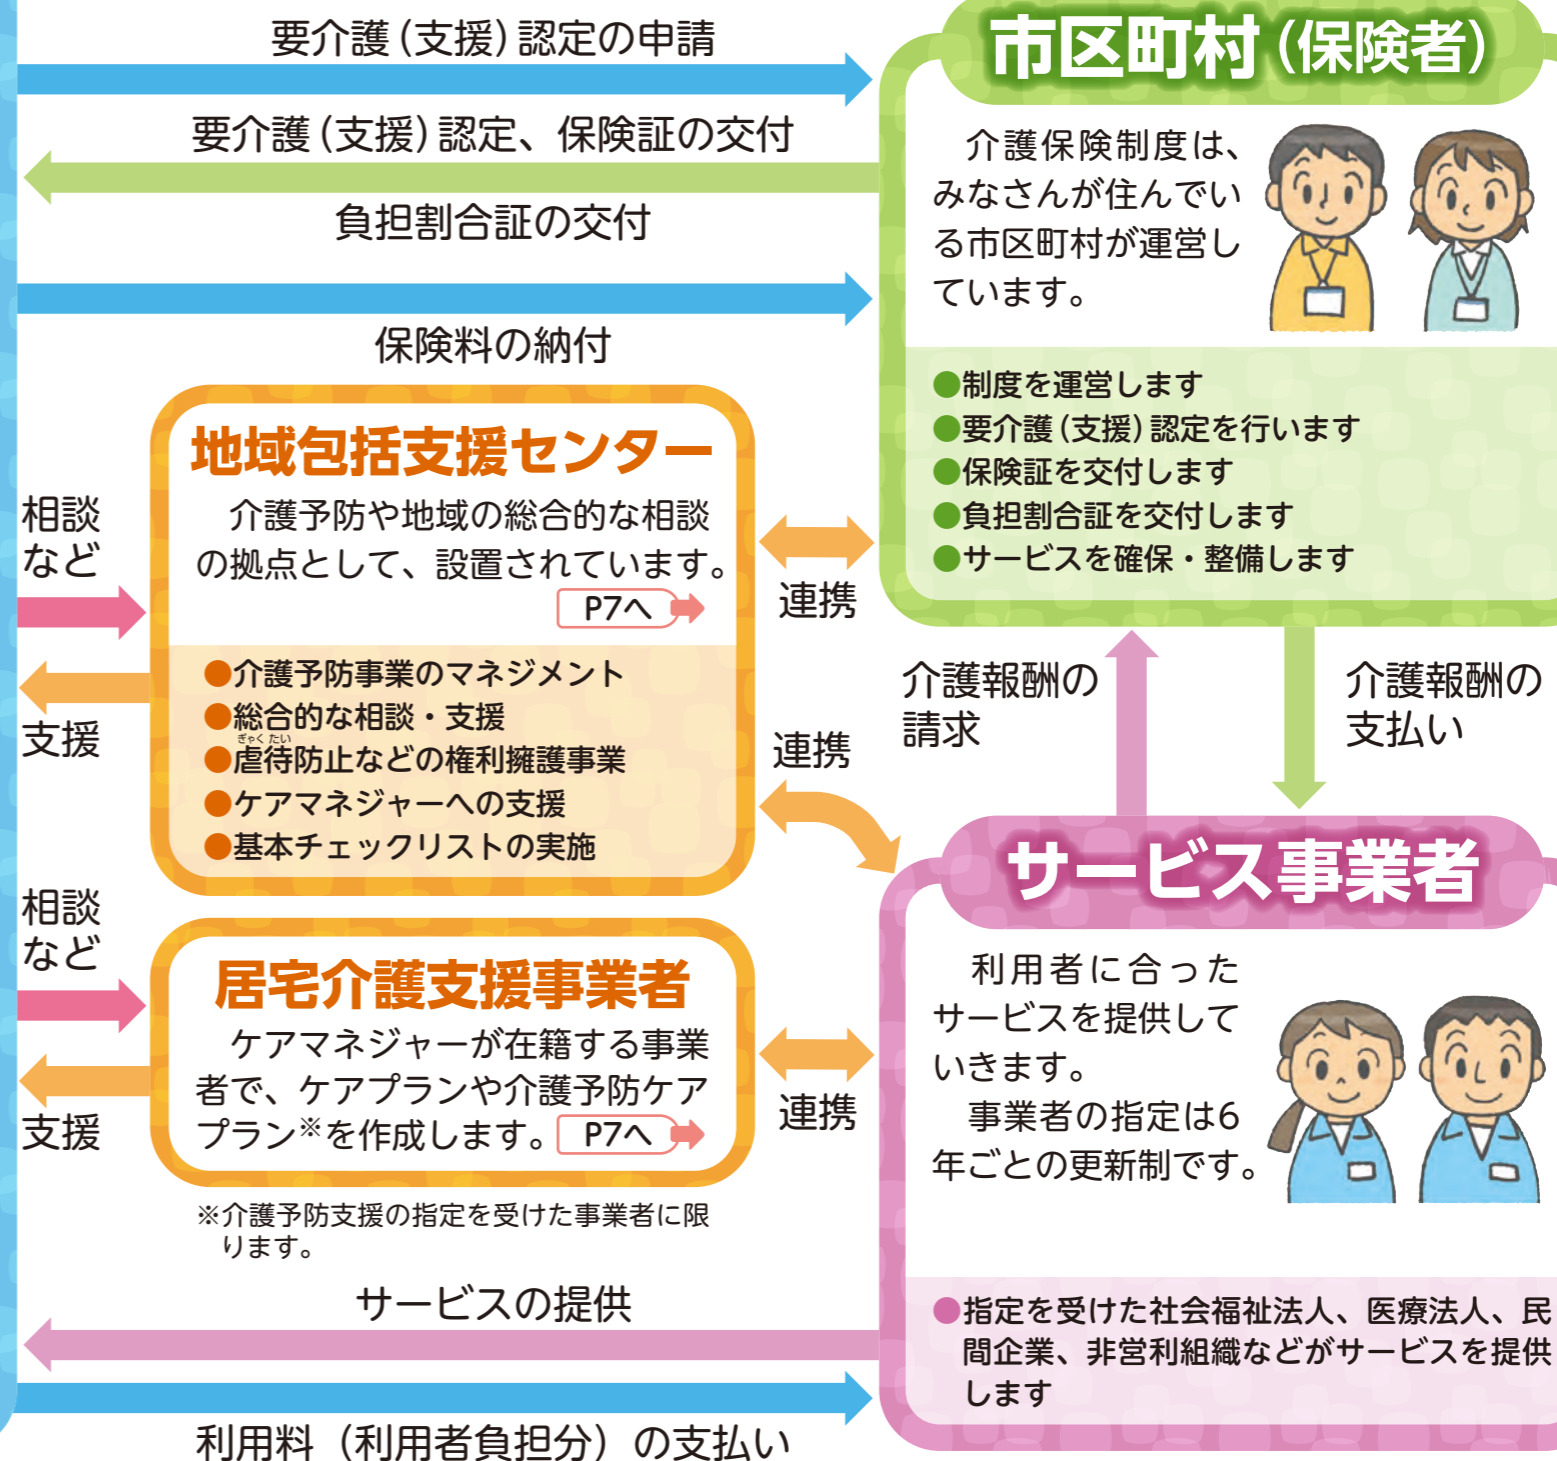 要介護(支援)認定の申請
要介護(支援)認定、保険証の交付
負担割合証の交付
保険料の納付
市区町村(保険者)
介護保険制度は、
みなさんが住んでい
る市区町村が運営し
ています。
●制度を運営します
●要介護(支援)認定を行います
●保険証を交付します
●負担割合証を交付します
●サービスを確保・整備します
相談
など
支援
地域包括支援センター
介護予防や地域の総合的な相談
の拠点として、設置されています。
P7へ
●介護予防事業のマネジメント
●総合的な相談・支援
ぎゃくたい
●虐待防止などの権利擁護事業
●ケアマネジャーへの支援
●基本チェックリストの実施
連携
連携
介護報酬の
請求
介護報酬の
支払い
相談
など
支援
居宅介護支援事業者
ケアマネジャーが在籍する事業
者で、ケアプランや介護予防ケア
プラン※を作成します。
P7へ
※介護予防支援の指定を受けた事業者に限
ります。
連携
サービス事業者
利用者に合った
サービスを提供して
いきます。
事業者の指定は6
年ごとの更新制です。
●指定を受けた社会福祉法人、医療法人、民
間企業、非営利組織などがサービスを提供
します
サービスの提供
利用料(利用者負担分)の支払い